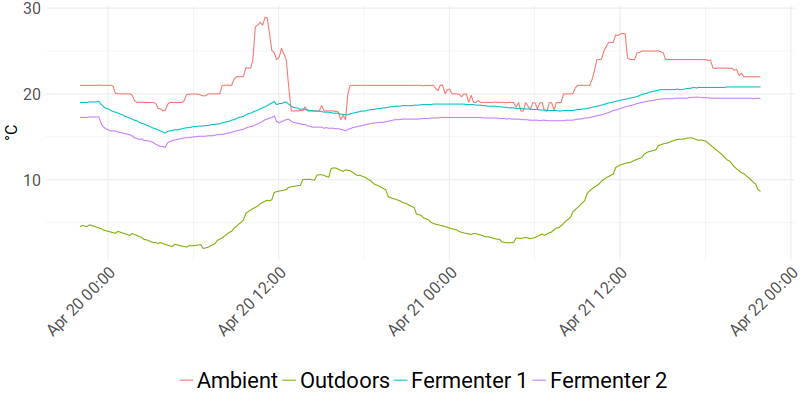 30
20
10
°C
Apr 20 00:00
Apr 20 12:00
Apr 21 00:00
Apr 21 12:00
Apr 22 00:00
Ambient Outdoors Fermenter 1 Fermenter 2